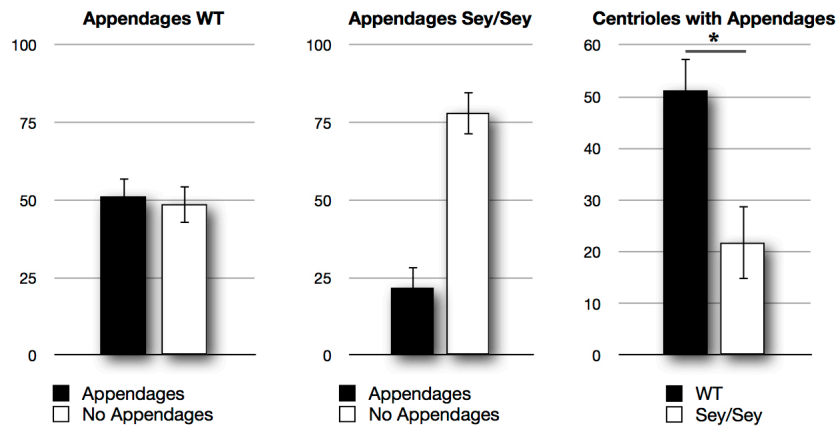 Appendages WT
100
75
50
25
0
Appendages
No Appendages
Appendages Sey/Sey
100
75
50
25
0
Appendages
No Appendages
Centrioles with Appendages
60
*
50
40
30
20
10
0
WT
Sey/Sey